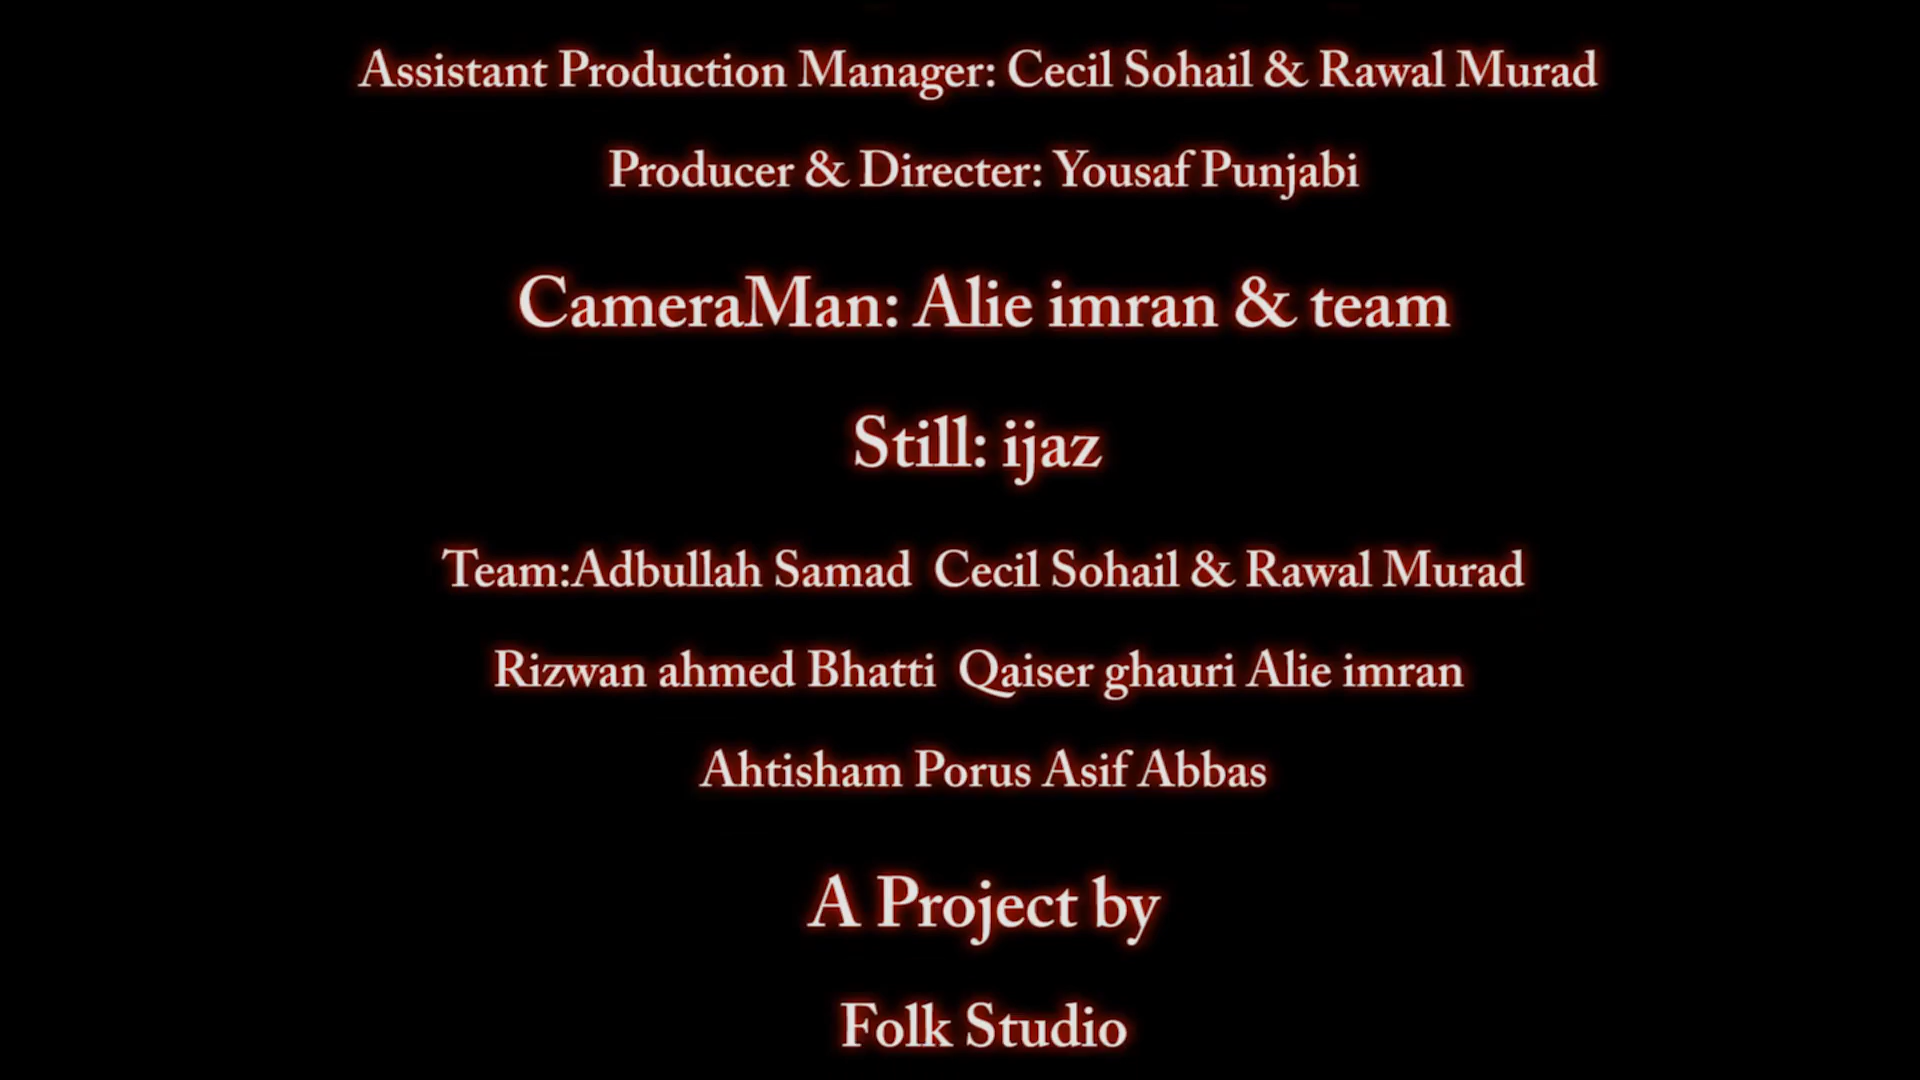 Assistant Production Manager: Cecil Sohail & Rawal Murad
Producer & Directer: Yousaf Punjabi
CameraMan: Alie imran & team
Still: ijaz
Team:Adbullah Samad  Cecil Sohail & Rawal Murad
Rizwan ahmed Bhatti  Qaiser ghauri Alie imran
Ahtisham Porus Asif Abbas
A Project by
Folk Studio